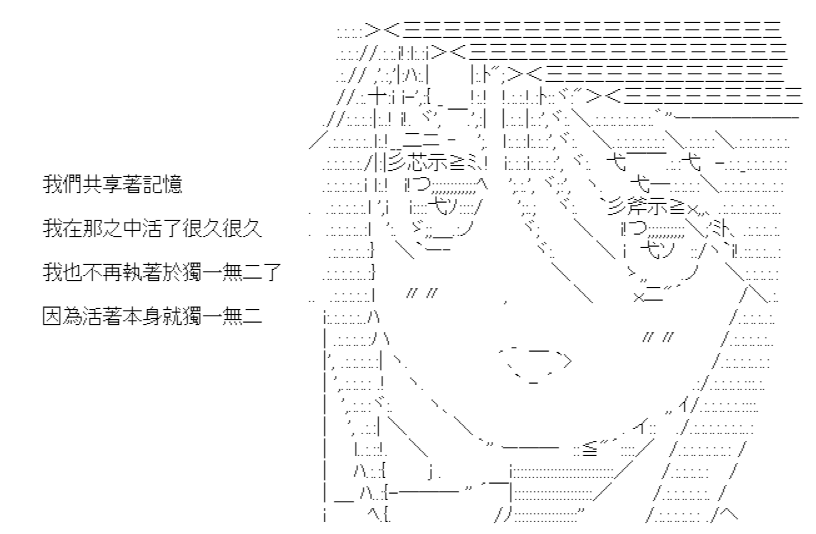 我們共享著記憶
我在那之中活了很久很久
我也不再執著於獨一無二了
因為活著本身就獨一無二